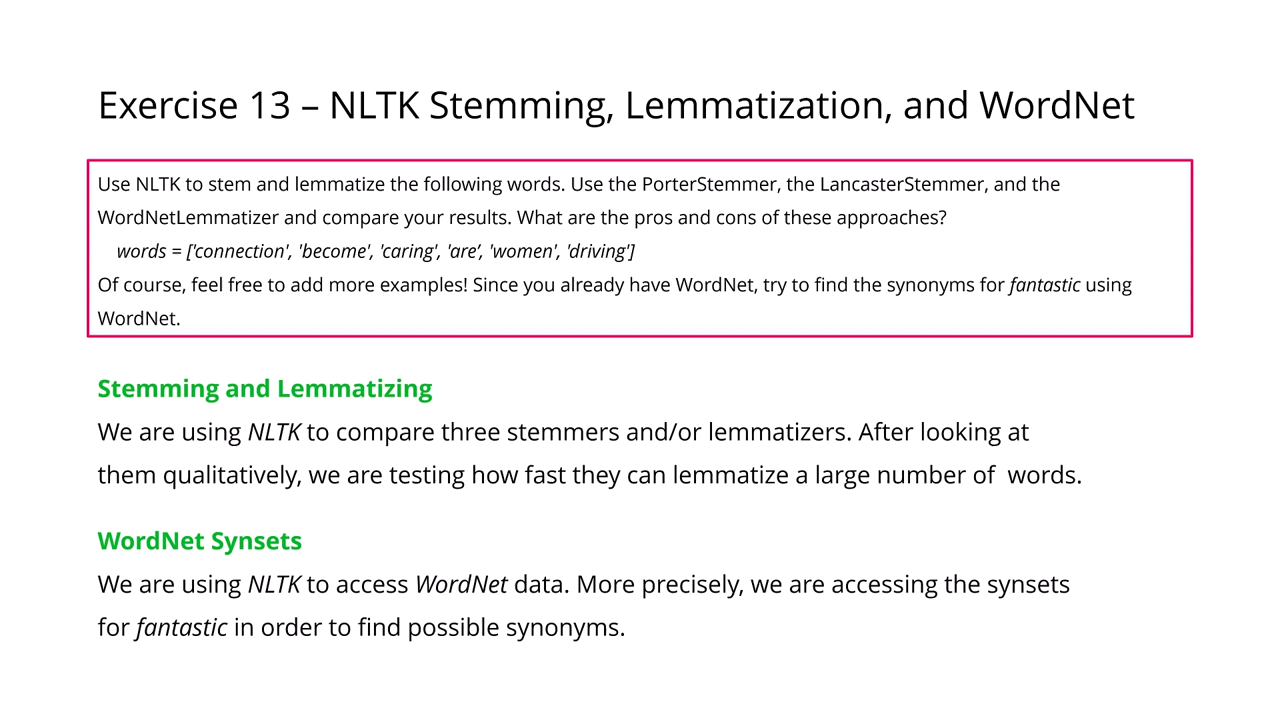 Exercise 13 – NLTK Stemming, Lemmatization, and WordNet
Use NLTK to stem and lemmatize the following words. Use the PorterStemmer, the LancasterStemmer, and the
WordNetLemmatizer and compare your results. What are the pros and cons of these approaches?
words = ['connection', 'become', 'caring', 'are’, 'women', 'driving']
Of course, feel free to add more examples! Since you already have WordNet, try to find the synonyms for fantastic using
WordNet.
Stemming and Lemmatizing
We are using NLTK to compare three stemmers and/or lemmatizers. After looking at
them qualitatively, we are testing how fast they can lemmatize a large number of  words.
WordNet Synsets
We are using NLTK to access WordNet data. More precisely, we are accessing the synsets
for fantastic in order to find possible synonyms.